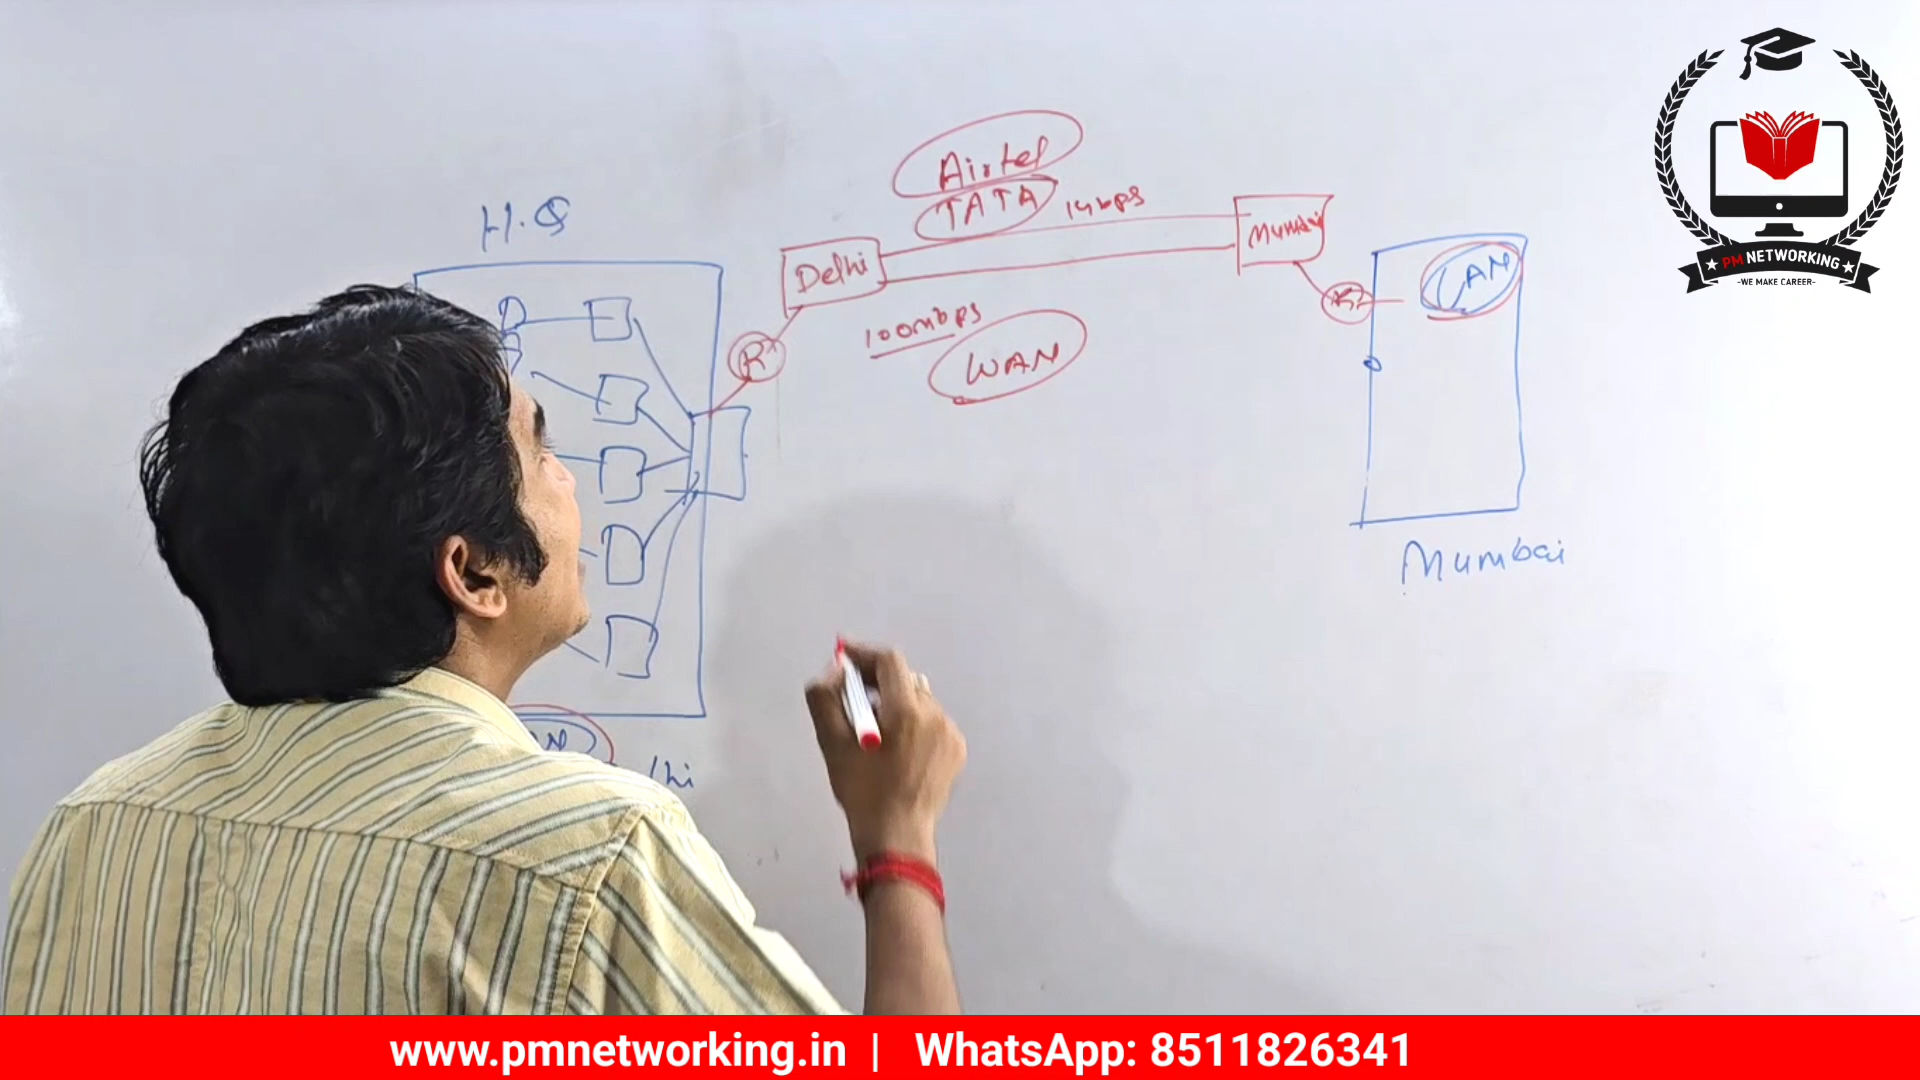 H.Q
Airtel
TATA
1Gbps
Delhi
Mumbai
LAN
R1
R2
100mbps
WAN
Mumbai
PM NETWORKING
-WE MAKE CAREER-
www.pmnetworking.in | WhatsApp: 8511826341